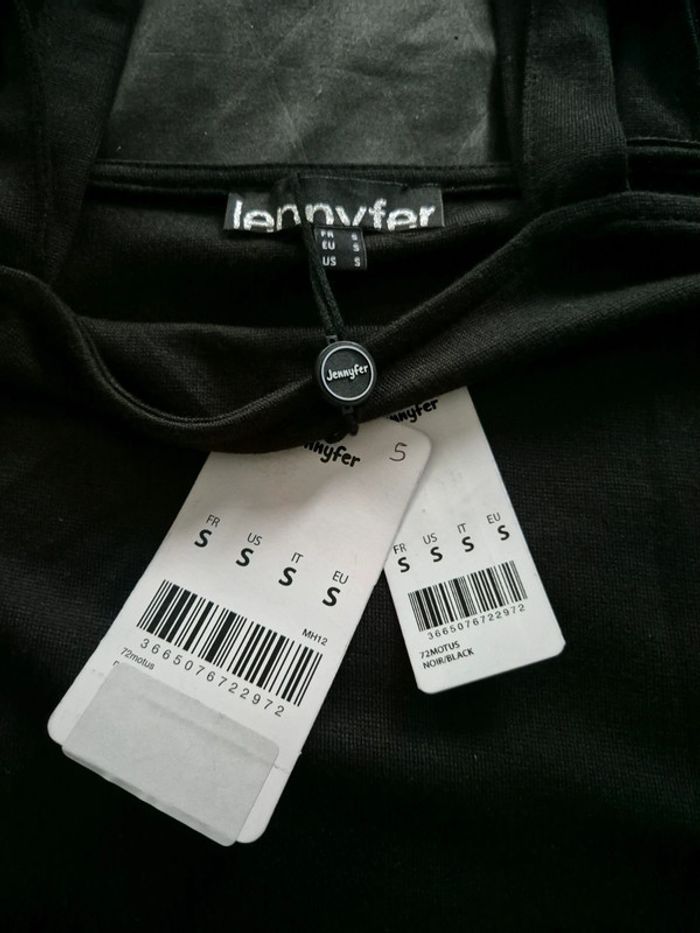 Jennyfer
FR S
EU S
US S
Jennyfer
nnyfer
S
FR US IT EU
S S S S
MH12
3665076722972
72motus
nnyfer
FR US IT EU
S S S S
3665076722972
72MOTUS
NOIR/BLACK